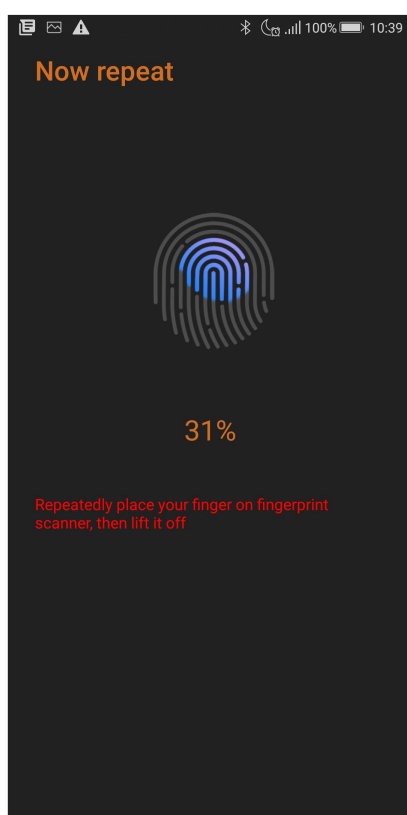 100% 10:39
Now repeat
31%
Repeatedly place your finger on fingerprint
scanner, then lift it off